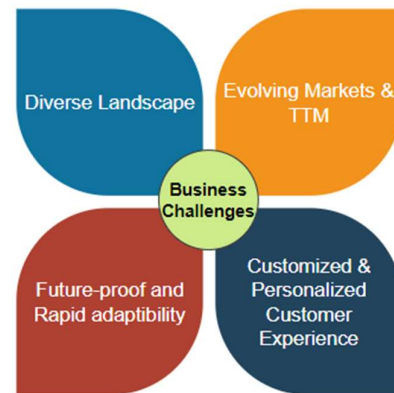 Diverse Landscape
Evolving Markets &
TTM
Business
Challenges
Future-proof and
Rapid adaptibility
Customized &
Personalized
Customer
Experience